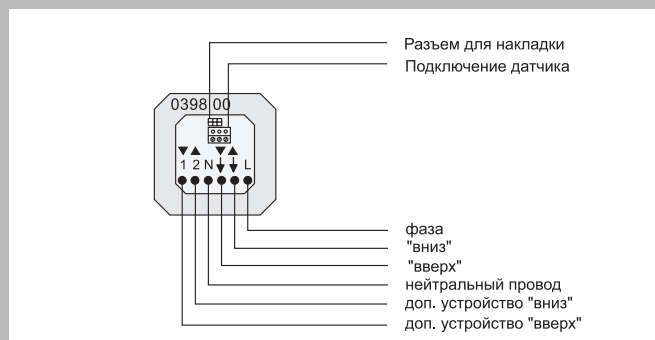 Разъем для накладки
Подключение датчика
0398 00
1 2 N L
фаза
"вниз"
"вверх"
нейтральный провод
доп. устройство "вниз"
доп. устройство "вверх"